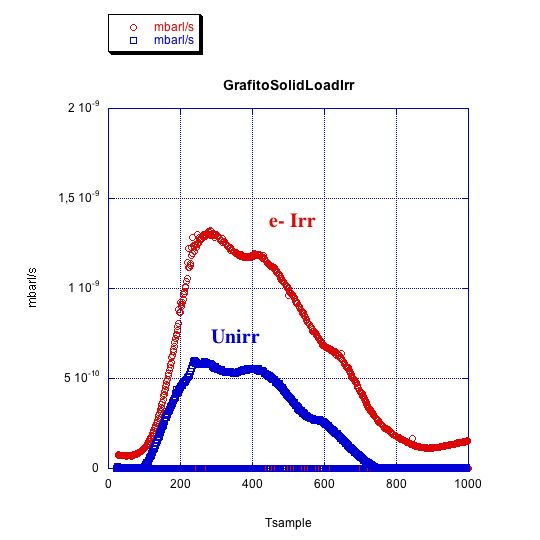 mbarl/s
mbarl/s
GrafitoSolidLoadIrr
2 10⁻⁹
1,5 10⁻⁹
e- Irr
mbarl/s
1 10⁻⁹
Unirr
5 10⁻¹⁰
0
0 200 400 600 800 1000
Tsample